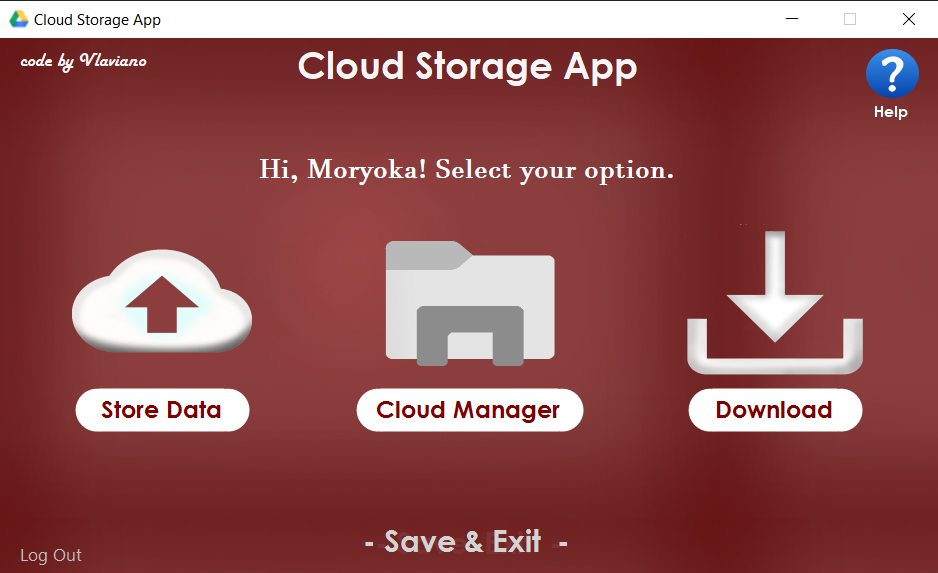 Cloud Storage App
code by Vlaviano
Cloud Storage App
Help
Hi, Moryoka! Select your option.
Store Data
Cloud Manager
Download
- Save & Exit -
Log Out